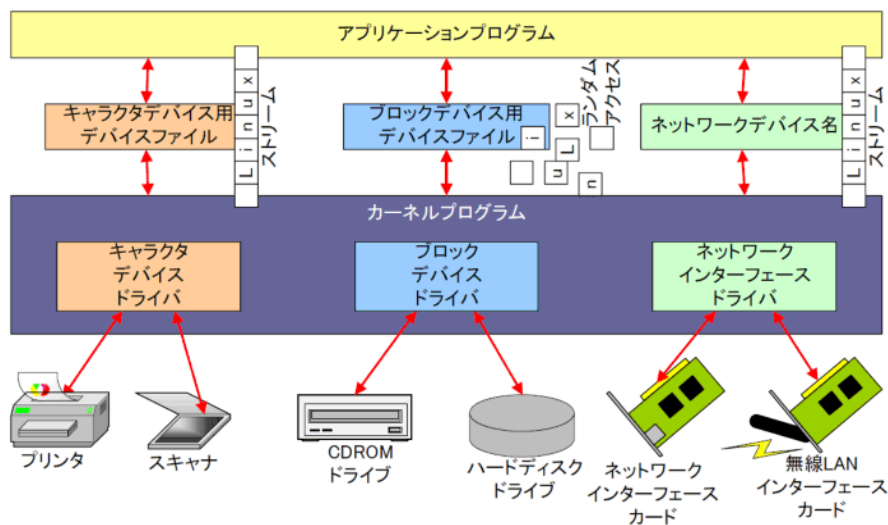 アプリケーションプログラム
キャラクタデバイス用
デバイスファイル
Linux
ストリーム
ブロックデバイス用
デバイスファイル
i
x
L
u
n
ランダム
アクセス
ネットワークデバイス名
Linux
ストリーム
カーネルプログラム
キャラクタ
デバイス
ドライバ
ブロック
デバイス
ドライバ
ネットワーク
インターフェース
ドライバ
プリンタ
スキャナ
CDROM
ドライブ
ハードディスク
ドライブ
ネットワーク
インターフェース
カード
無線LAN
インターフェース
カード